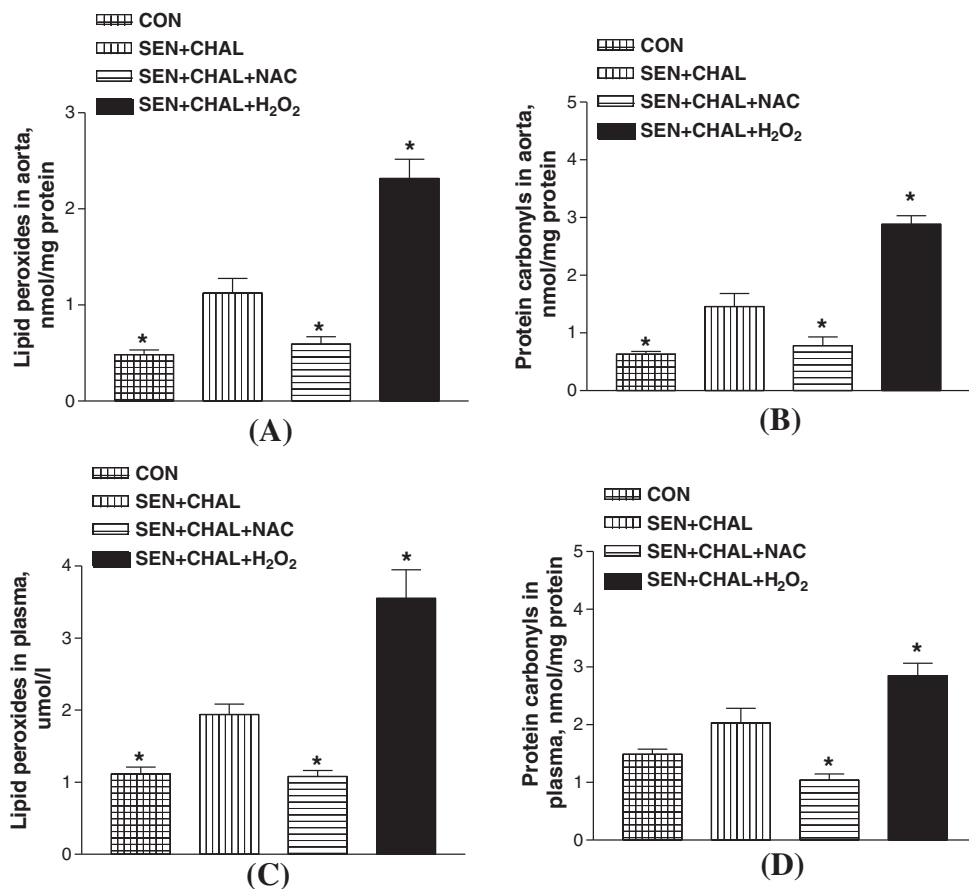 CON
SEN+CHAL
SEN+CHAL+NAC
SEN+CHAL+H₂O₂
Lipid peroxides in aorta,
nmol/mg protein
3
2
1
0
*
*
*
(A)
CON
SEN+CHAL
SEN+CHAL+NAC
SEN+CHAL+H₂O₂
Protein carbonyls in aorta,
nmol/mg protein
5
4
3
2
1
0
*
*
*
(B)
CON
SEN+CHAL
SEN+CHAL+NAC
SEN+CHAL+H₂O₂
Lipid peroxides in plasma,
umol/l
4
3
2
1
0
*
*
*
(C)
CON
SEN+CHAL
SEN+CHAL+NAC
SEN+CHAL+H₂O₂
Protein carbonyls in
plasma, nmol/mg protein
5
4
3
2
1
0
*
*
(D)